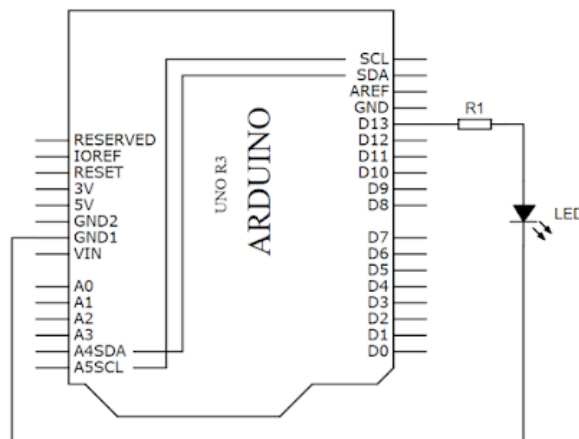 SCL
SDA
AREF
GND
D13
D12
D11
D10
D9
D8
D7
D6
D5
D4
D3
D2
D1
D0
RESERVED
IOREF
RESET
3V
5V
GND2
GND1
VIN
A0
A1
A2
A3
A4SDA
A5SCL
UNO R3
ARDUINO
R1
LED